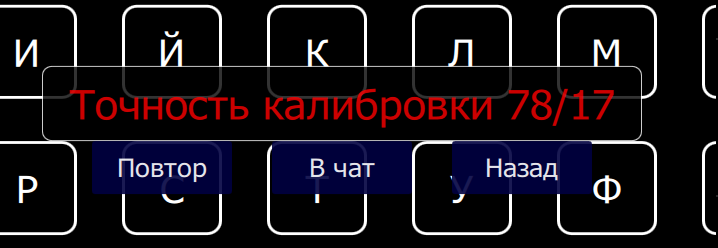 И Й К Л М
Точность калибровки 78/17
Повтор В чат Назад
Р С Т У Ф